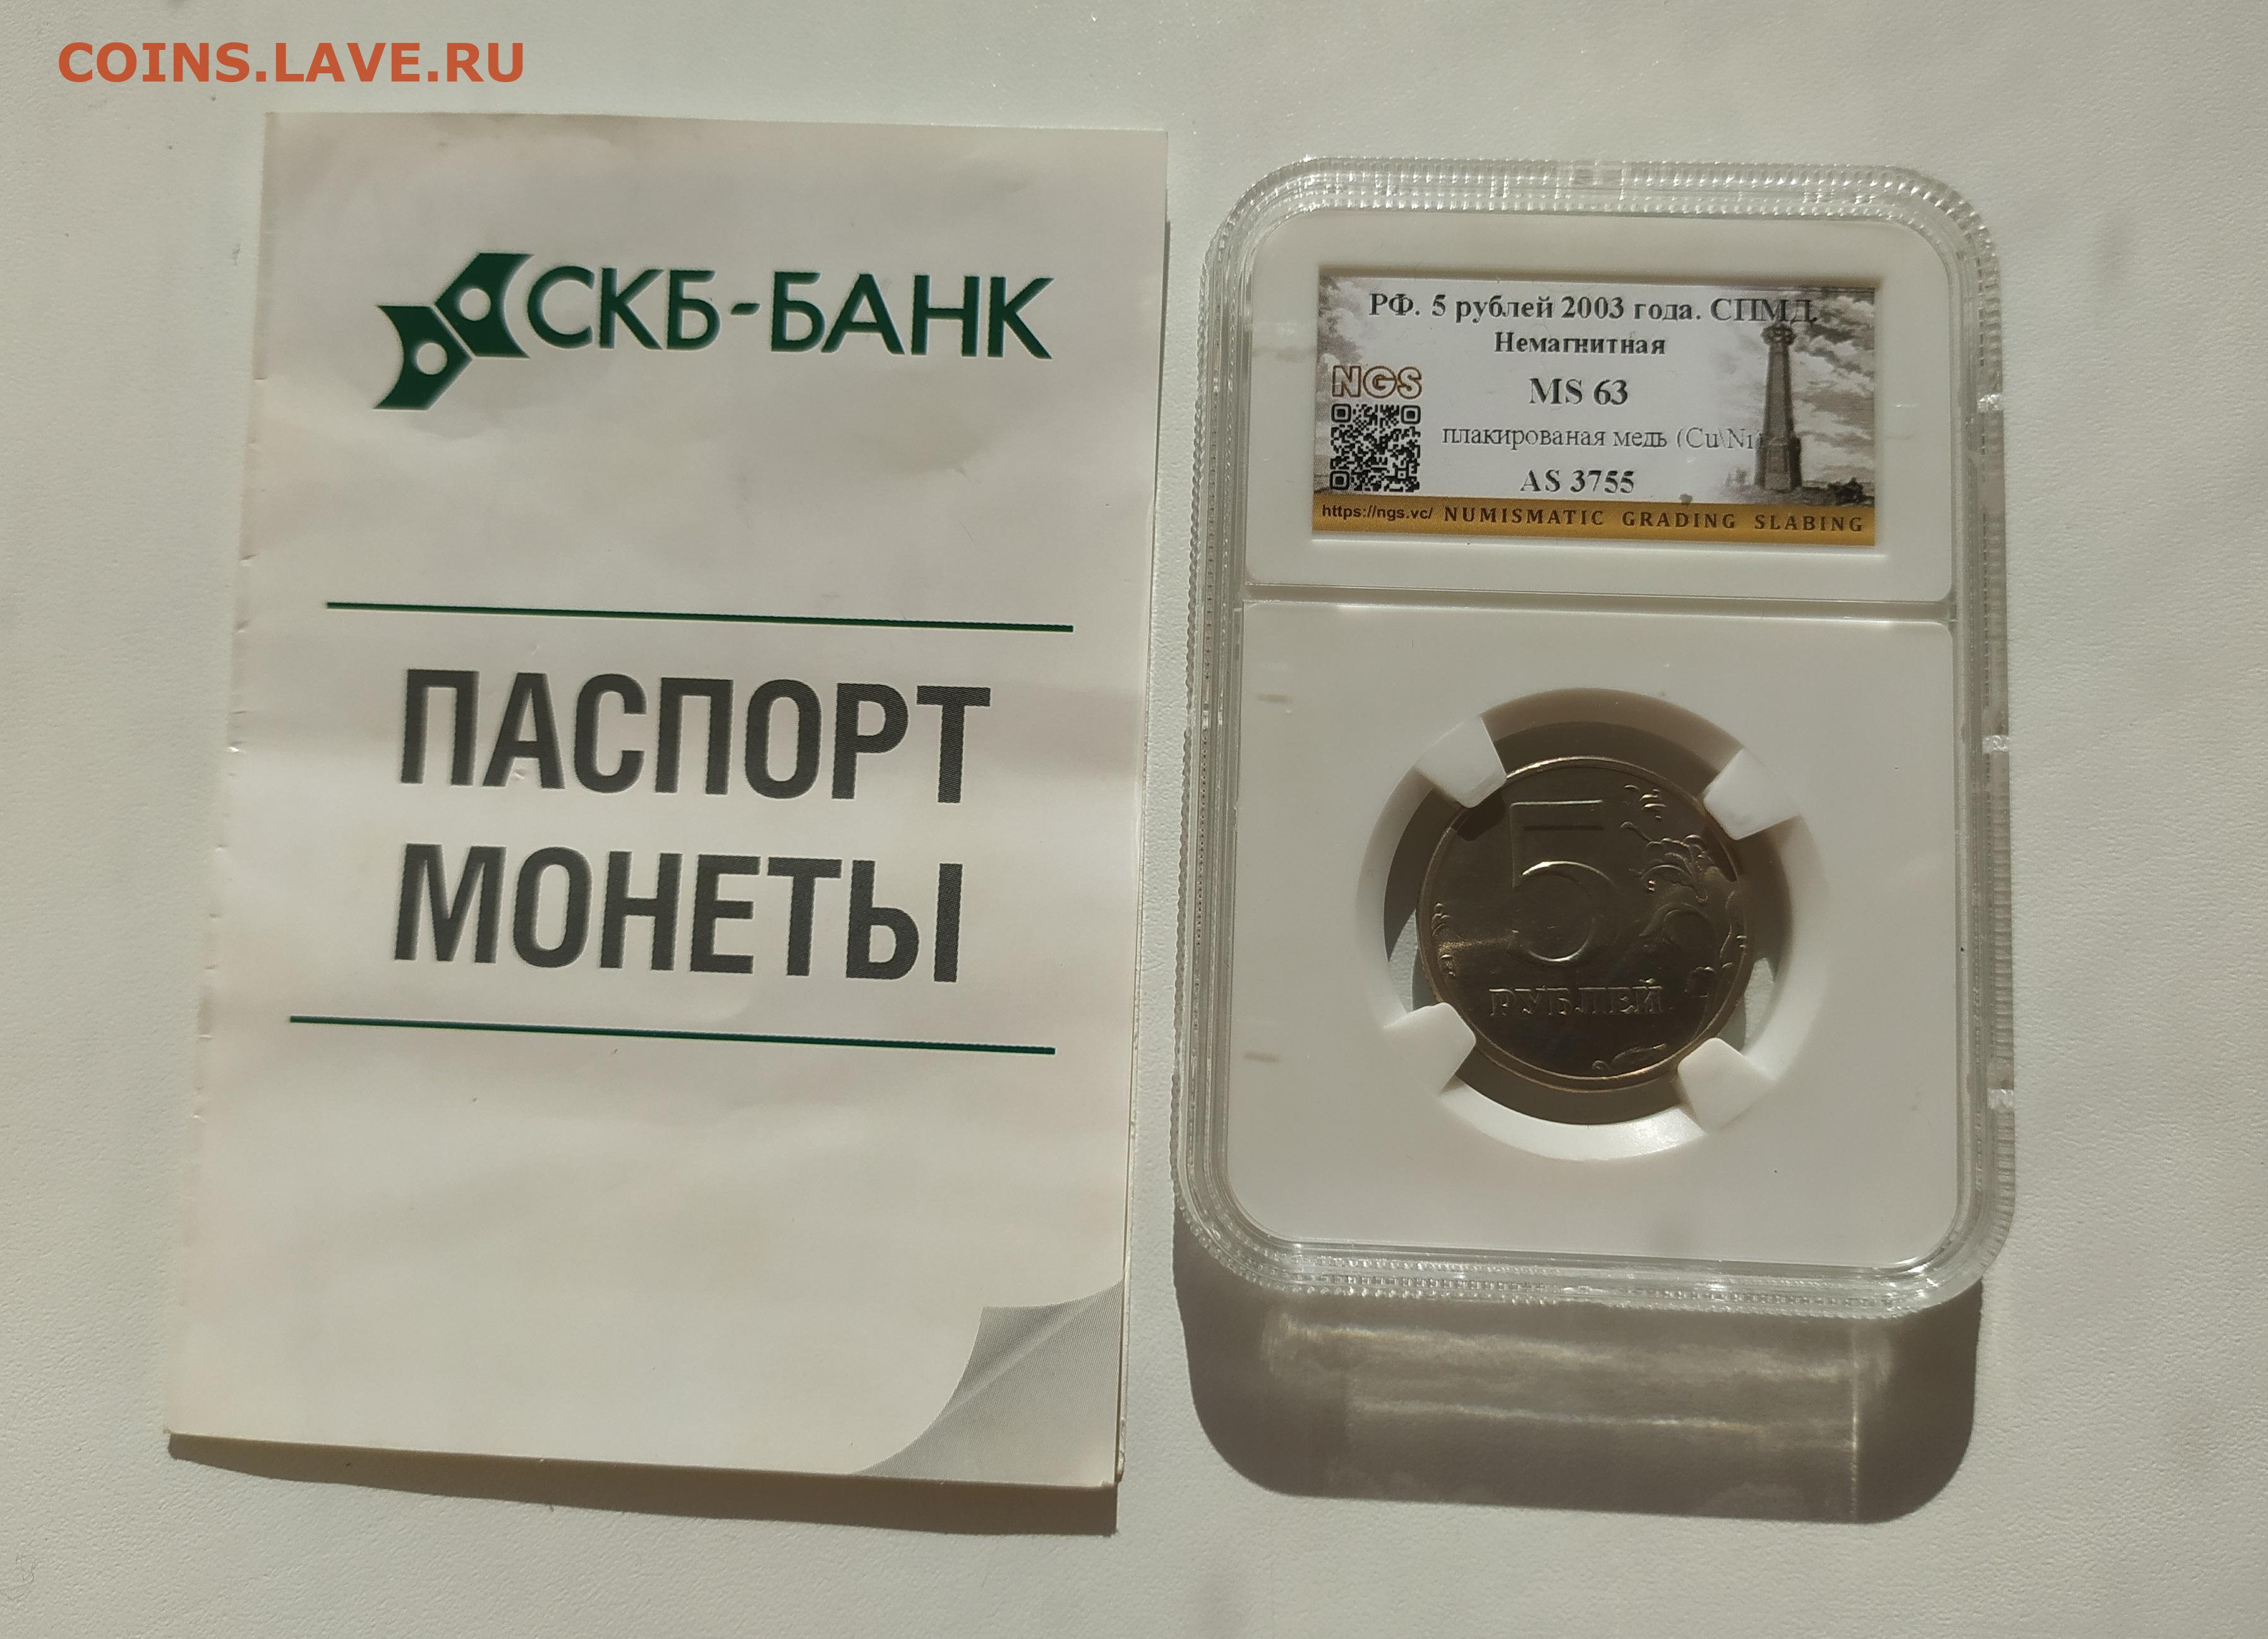 COINS.LAVE.RU
СКБ-БАНК
ПАСПОРТ
МОНЕТЫ
РФ. 5 рублей 2003 года. СПМД
Немагнитная
NGS
MS 63
плакированая медь (Cu\Ni
AS 3755
https://ngs.vc/ NUMISMATIC GRADING SLABING
5
РУБЛЕЙ